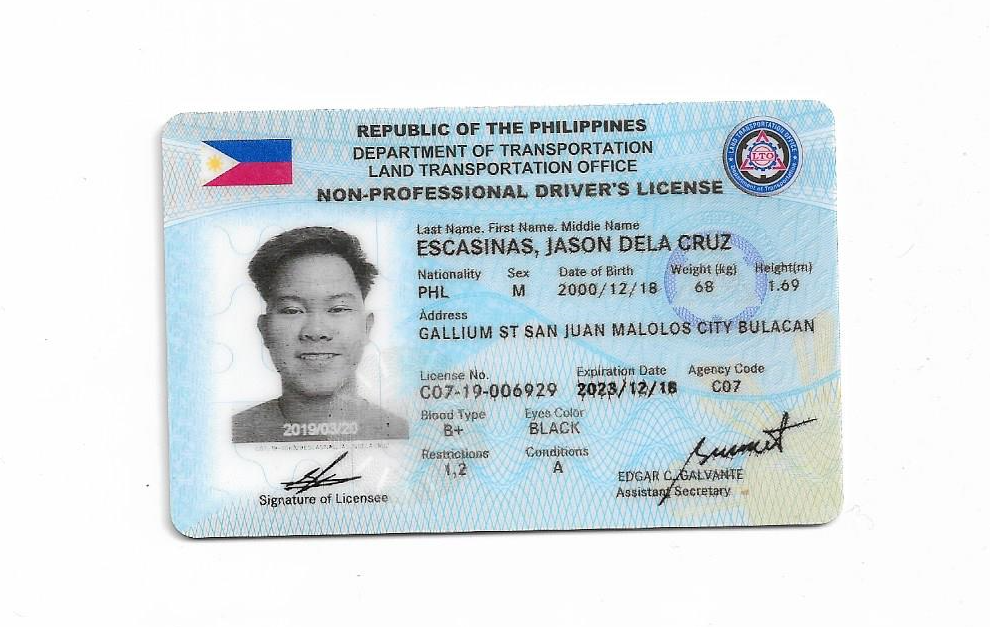 REPUBLIC OF THE PHILIPPINES
DEPARTMENT OF TRANSPORTATION
LAND TRANSPORTATION OFFICE
NON-PROFESSIONAL DRIVER'S LICENSE
LAND TRANSPORTATION OFFICE
LTO
Department of Transportation
Last Name. First Name. Middle Name
ESCASINAS, JASON DELA CRUZ
Nationality Sex Date of Birth Weight (kg) Height(m)
PHL M 2000/12/18 68 1.69
Address
GALLIUM ST SAN JUAN MALOLOS CITY BULACAN
License No. Expiration Date Agency Code
C07-19-006929 2023/12/18 C07
Blood Type Eyes Color
B+ BLACK
Restrictions Conditions
1,2 A
2019/03/20
Signature of Licensee
EDGAR C. GALVANTE
Assistant Secretary